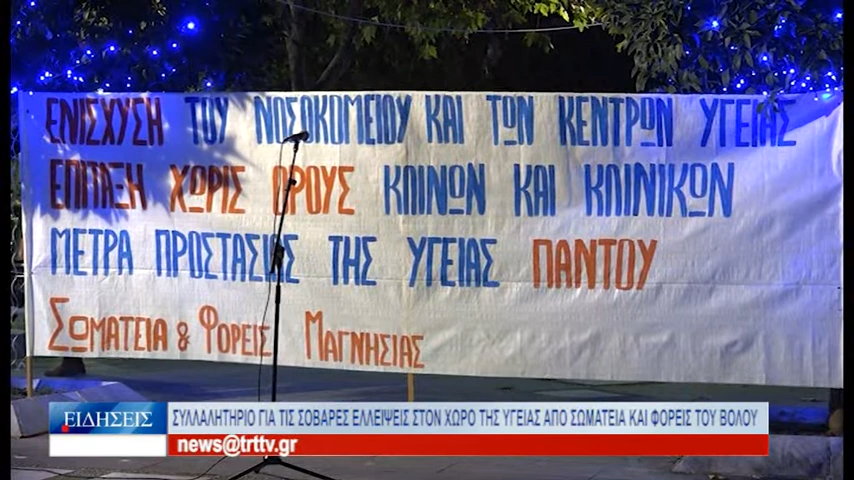 ΕΝΙΣΧΥΣΗ ΤΟΥ ΝΟΣΟΚΟΜΕΙΟΥ ΚΑΙ ΤΩΝ ΚΕΝΤΡΩΝ ΥΓΕΙΑΣ
ΕΠΙΤΑΞΗ ΧΩΡΙΣ ΟΡΟΥΣ ΚΛΙΝΩΝ ΚΑΙ ΚΛΙΝΙΚΩΝ
ΜΕΤΡΑ ΠΡΟΣΤΑΣΙΑΣ ΤΗΣ ΥΓΕΙΑΣ ΠΑΝΤΟΥ
ΣΩΜΑΤΕΙΑ & ΦΟΡΕΙΣ ΜΑΓΝΗΣΙΑΣ
ΕΙΔΗΣΕΙΣ ΣΥΛΛΑΛΗΤΗΡΙΟ ΓΙΑ ΤΙΣ ΣΟΒΑΡΕΣ ΕΛΛΕΙΨΕΙΣ ΣΤΟΝ ΧΩΡΟ ΤΗΣ ΥΓΕΙΑΣ ΑΠΟ ΣΩΜΑΤΕΙΑ ΚΑΙ ΦΟΡΕΙΣ ΤΟΥ ΒΟΛΟΥ
news@trttv.gr